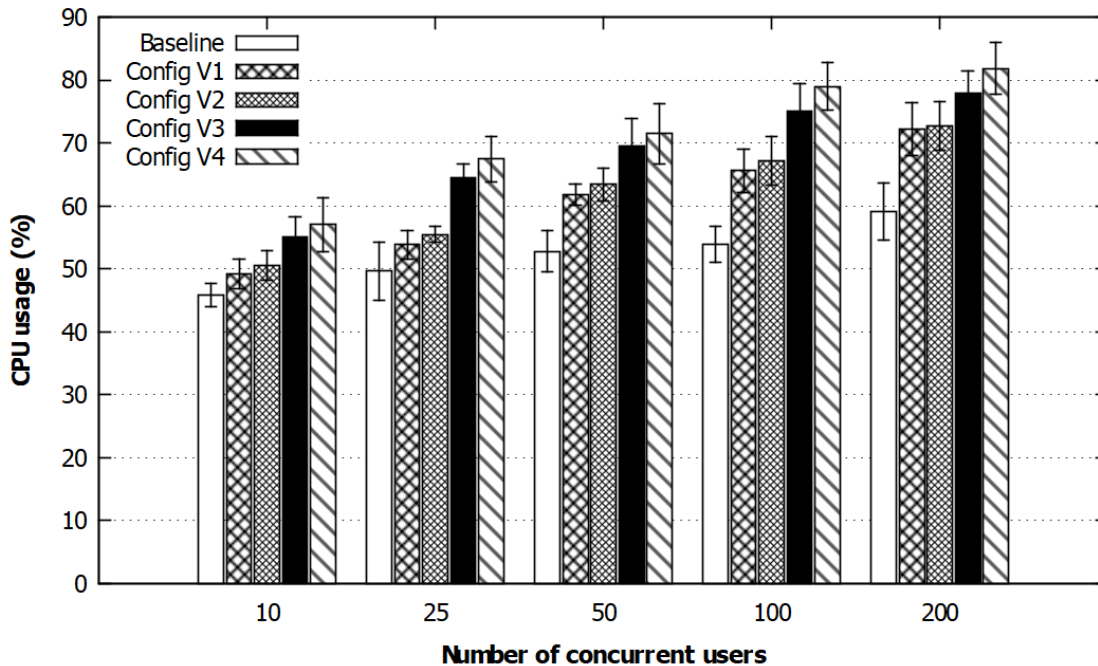 90
80
70
60
50
40
30
20
10
0
CPU usage (%)
Baseline
Config V1
Config V2
Config V3
Config V4
10 25 50 100 200
Number of concurrent users